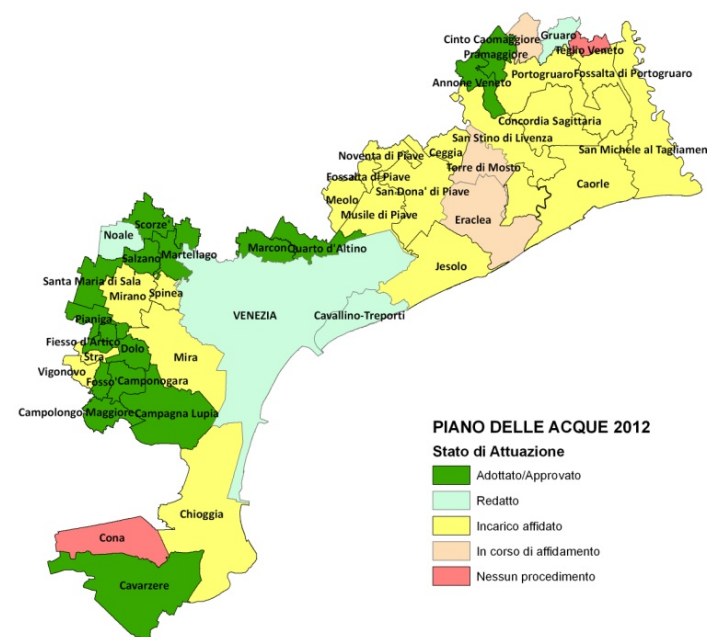 Cinto Caomaggiore
Gruaro
Pramaggiore
Teglio Veneto
Annone Veneto
Portogruaro
Fossalta di Portogruaro
Concordia Sagittaria
San Stino di Livenza
San Michele al Tagliamen
Noventa di Piave
Ceggia
Torre di Mosto
Fossalta di Piave
Caorle
San Dona' di Piave
Meolo
Musile di Piave
Eraclea
Scorze
Noale
Marcon
Quarto d'Altino
Martellago
Salzano
Jesolo
Santa Maria di Sala
Mirano
Spinea
VENEZIA
Cavallino-Treporti
Pianiga
Fiesso d'Artico
Dolo
Stra
Mira
Vigonovo
Fosso'
Camponogara
Campolongo Maggiore
Campagna Lupia
Chioggia
Cona
Cavarzere
PIANO DELLE ACQUE 2012
Stato di Attuazione
Adottato/Approvato
Redatto
Incarico affidato
In corso di affidamento
Nessun procedimento